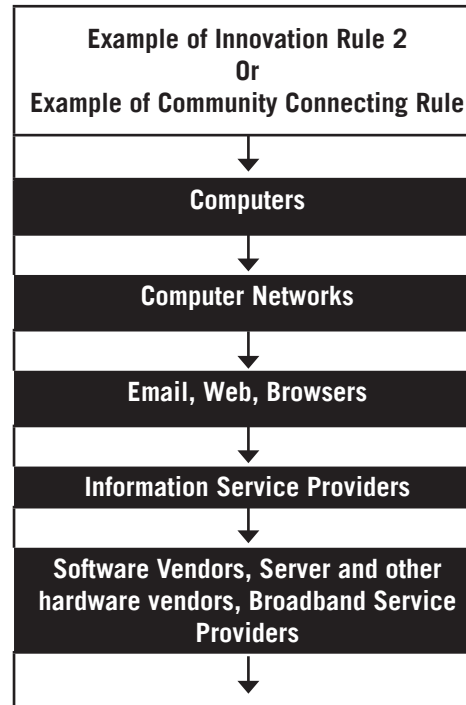 Example of Innovation Rule 2
Or
Example of Community Connecting Rule
Computers
Computer Networks
Email, Web, Browsers
Information Service Providers
Software Vendors, Server and other
hardware vendors, Broadband Service
Providers